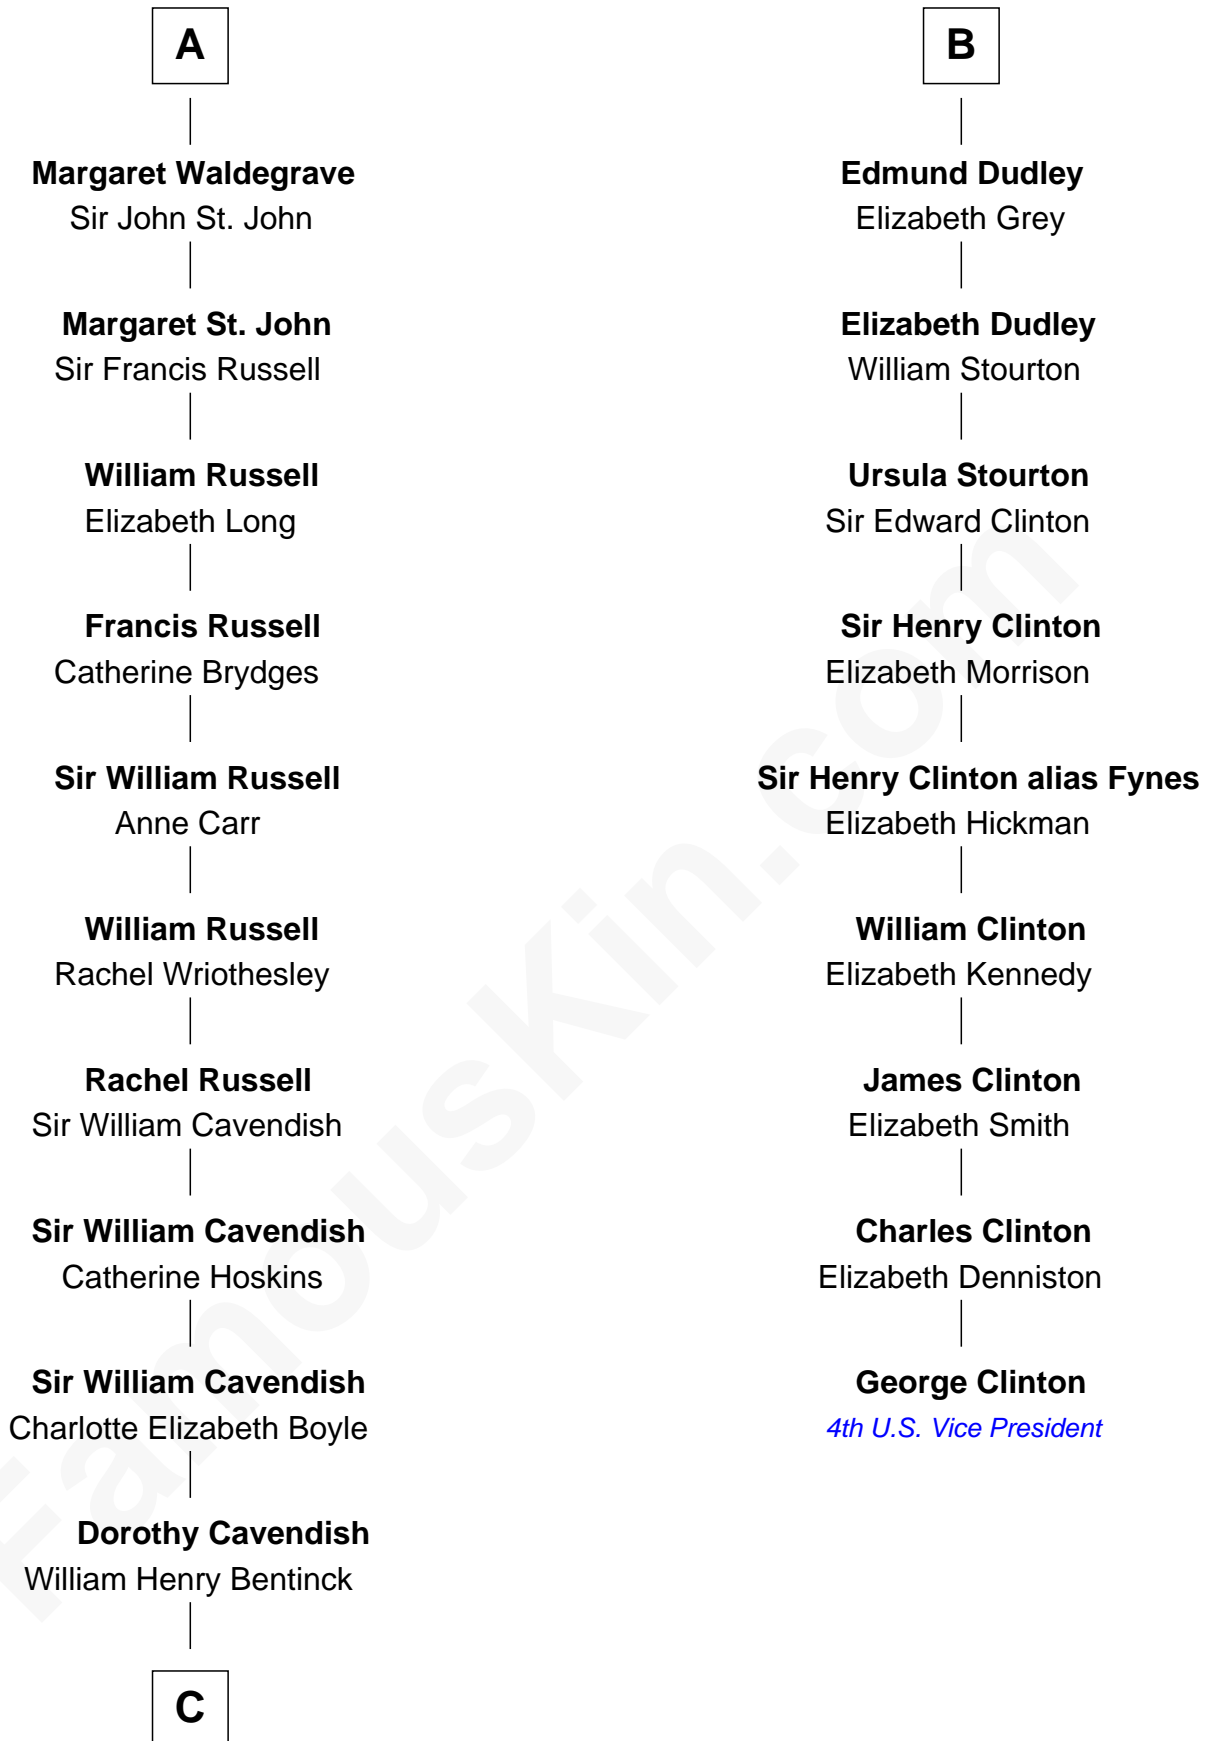 A
Margaret Waldegrave
Sir John St. John
Margaret St. John
Sir Francis Russell
William Russell
Elizabeth Long
Francis Russell
Catherine Brydges
Sir William Russell
Anne Carr
William Russell
Rachel Wriothesley
Rachel Russell
Sir William Cavendish
Sir William Cavendish
Catherine Hoskins
Sir William Cavendish
Charlotte Elizabeth Boyle
Dorothy Cavendish
William Henry Bentinck
C
B
Edmund Dudley
Elizabeth Grey
Elizabeth Dudley
William Stourton
Ursula Stourton
Sir Edward Clinton
Sir Henry Clinton
Elizabeth Morrison
Sir Henry Clinton alias Fynes
Elizabeth Hickman
William Clinton
Elizabeth Kennedy
James Clinton
Elizabeth Smith
Charles Clinton
Elizabeth Denniston
George Clinton
4th U.S. Vice President
FamousKin.com